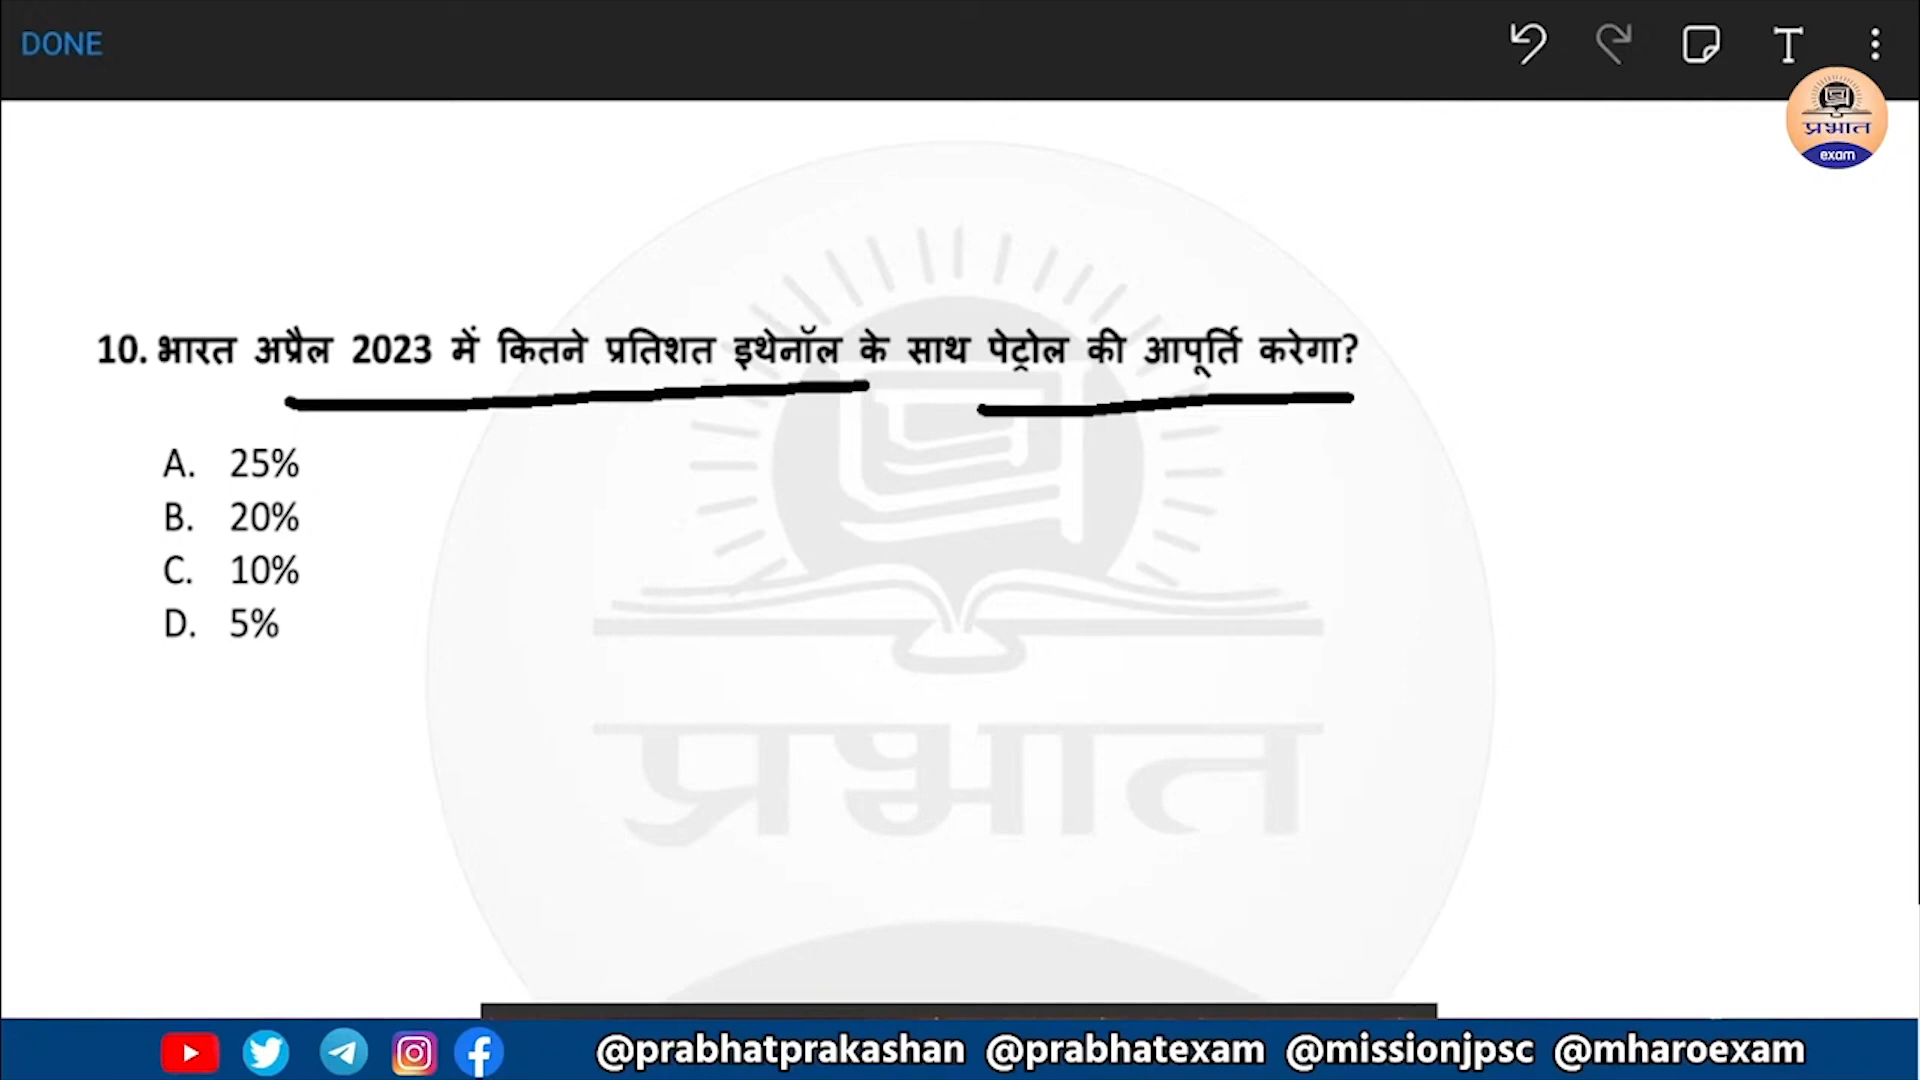 DONE
प्रभात
exam
10. भारत अप्रैल 2023 में कितने प्रतिशत इथेनॉल के साथ पेट्रोल की आपूर्ति करेगा?
A. 25%
B. 20%
C. 10%
D. 5%
प्रभात
@prabhatprakashan @prabhatexam @missionjpsc @mharoexam